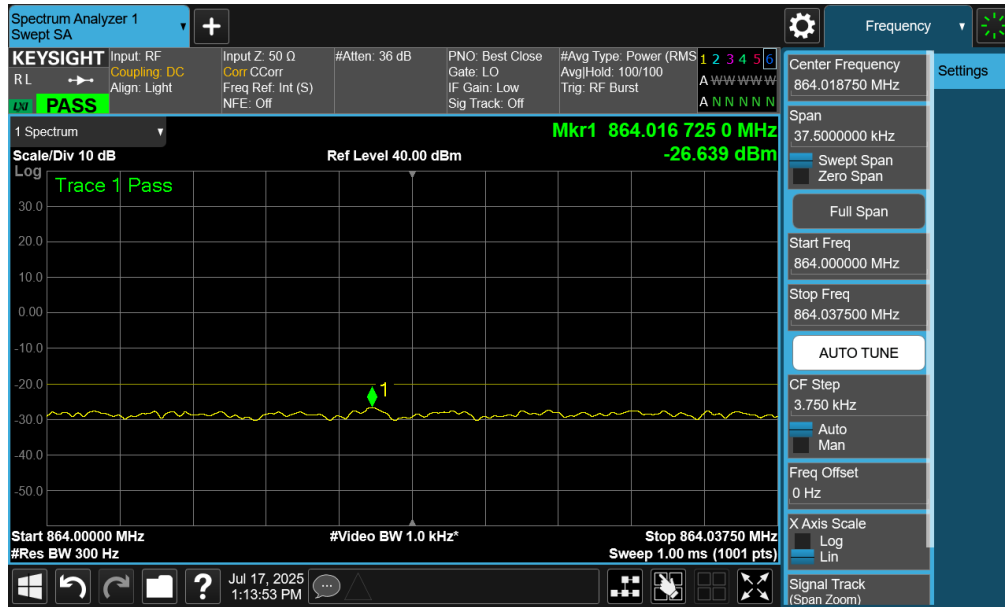 Spectrum Analyzer 1
Swept SA
+
Frequency
KEYSIGHT
RL
LXI
PASS
Input: RF
Coupling: DC
Align: Light
Input Z: 50 Ω
Corr CCorr
Freq Ref: Int (S)
NFE: Off
#Atten: 36 dB
PNO: Best Close
Gate: LO
IF Gain: Low
Sig Track: Off
#Avg Type: Power (RMS
Avg|Hold: 100/100
Trig: RF Burst
1 2 3 4 5 6
A W W W W W
A N N N N N
1 Spectrum
Scale/Div 10 dB
Log
Ref Level 40.00 dBm
Mkr1 864.016 725 0 MHz
-26.639 dBm
Trace 1 Pass
30.0
20.0
10.0
0.00
-10.0
-20.0
-30.0
-40.0
-50.0
1
Start 864.00000 MHz
#Res BW 300 Hz
#Video BW 1.0 kHz*
Stop 864.03750 MHz
Sweep 1.00 ms (1001 pts)
Center Frequency
864.018750 MHz
Span
37.5000000 kHz
Swept Span
Zero Span
Full Span
Start Freq
864.000000 MHz
Stop Freq
864.037500 MHz
AUTO TUNE
CF Step
3.750 kHz
Auto
Man
Freq Offset
0 Hz
X Axis Scale
Log
Lin
Signal Track
(Span Zoom)
Settings
?
Jul 17, 2025
1:13:53 PM